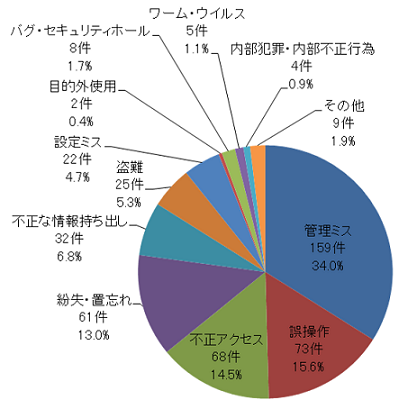 ワーム・ウイルス
5件
1.1%
バグ・セキュリティホール
8件
1.7%
内部犯罪・内部不正行為
4件
0.9%
目的外使用
2件
0.4%
その他
9件
1.9%
設定ミス
22件
4.7%
盗難
25件
5.3%
不正な情報持ち出し
32件
6.8%
管理ミス
159件
34.0%
紛失・置忘れ
61件
13.0%
不正アクセス
68件
14.5%
誤操作
73件
15.6%